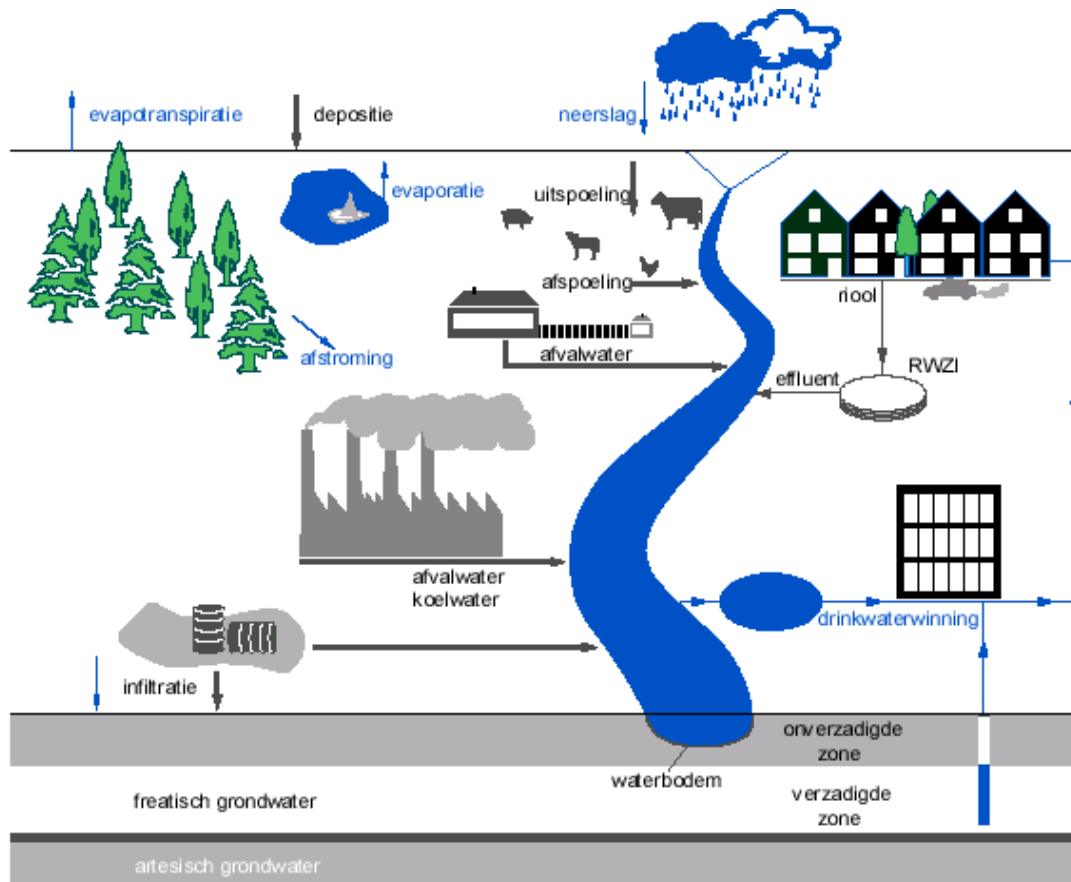 evapotranspiratie
depositie
neerslag
evaporatie
uitspoeling
afspoeling
riool
afstroming
afvalwater
effluent
RWZI
afvalwater
koelwater
drinkwaterwinning
infiltratie
onverzadigde
zone
waterbodem
freatisch grondwater
verzadigde
zone
artesisch grondwater